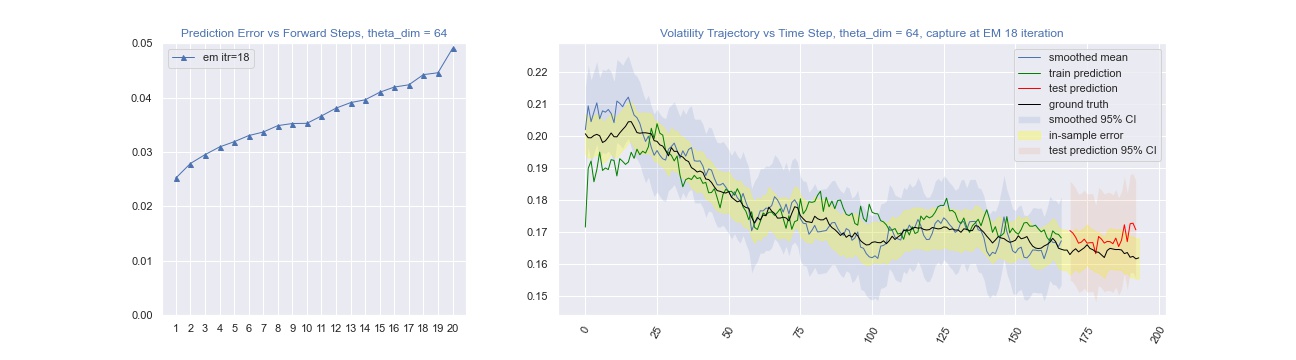 Prediction Error vs Forward Steps, theta_dim = 64
0.05
0.04
0.03
0.02
0.01
0.00
em itr=18
1 2 3 4 5 6 7 8 9 10 11 12 13 14 15 16 17 18 19 20
Volatility Trajectory vs Time Step, theta_dim = 64, capture at EM 18 iteration
0.22
0.21
0.20
0.19
0.18
0.17
0.16
0.15
smoothed mean
train prediction
test prediction
ground truth
smoothed 95% CI
in-sample error
test prediction 95% CI
0 25 50 75 100 125 150 175 200